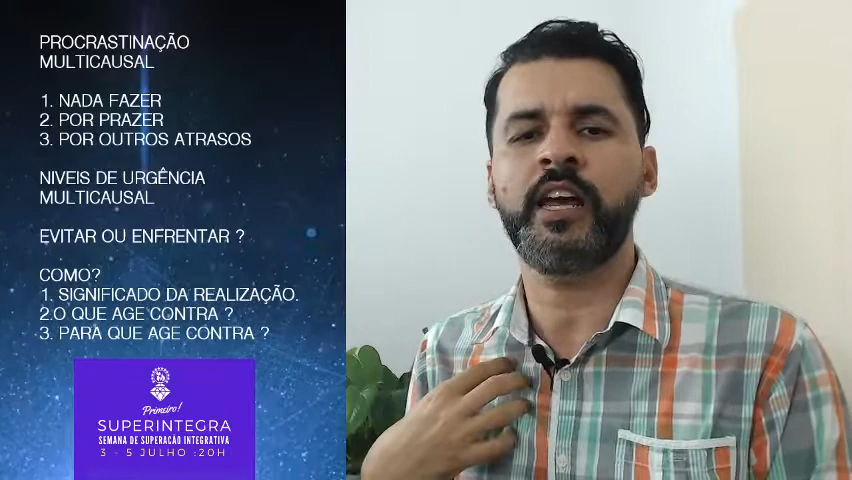 PROCRASTINAÇÃO
MULTICAUSAL
1. NADA FAZER
2. POR PRAZER
3. POR OUTROS ATRASOS
NIVEIS DE URGÊNCIA
MULTICAUSAL
EVITAR OU ENFRENTAR ?
COMO?
1. SIGNIFICADO DA REALIZAÇÃO.
2.O QUE AGE CONTRA ?
3. PARA QUE AGE CONTRA ?
Primeiro!
SUPERINTEGRA
SEMANA DE SUPERAÇÃO INTEGRATIVA
3 - 5 JULHO :20H